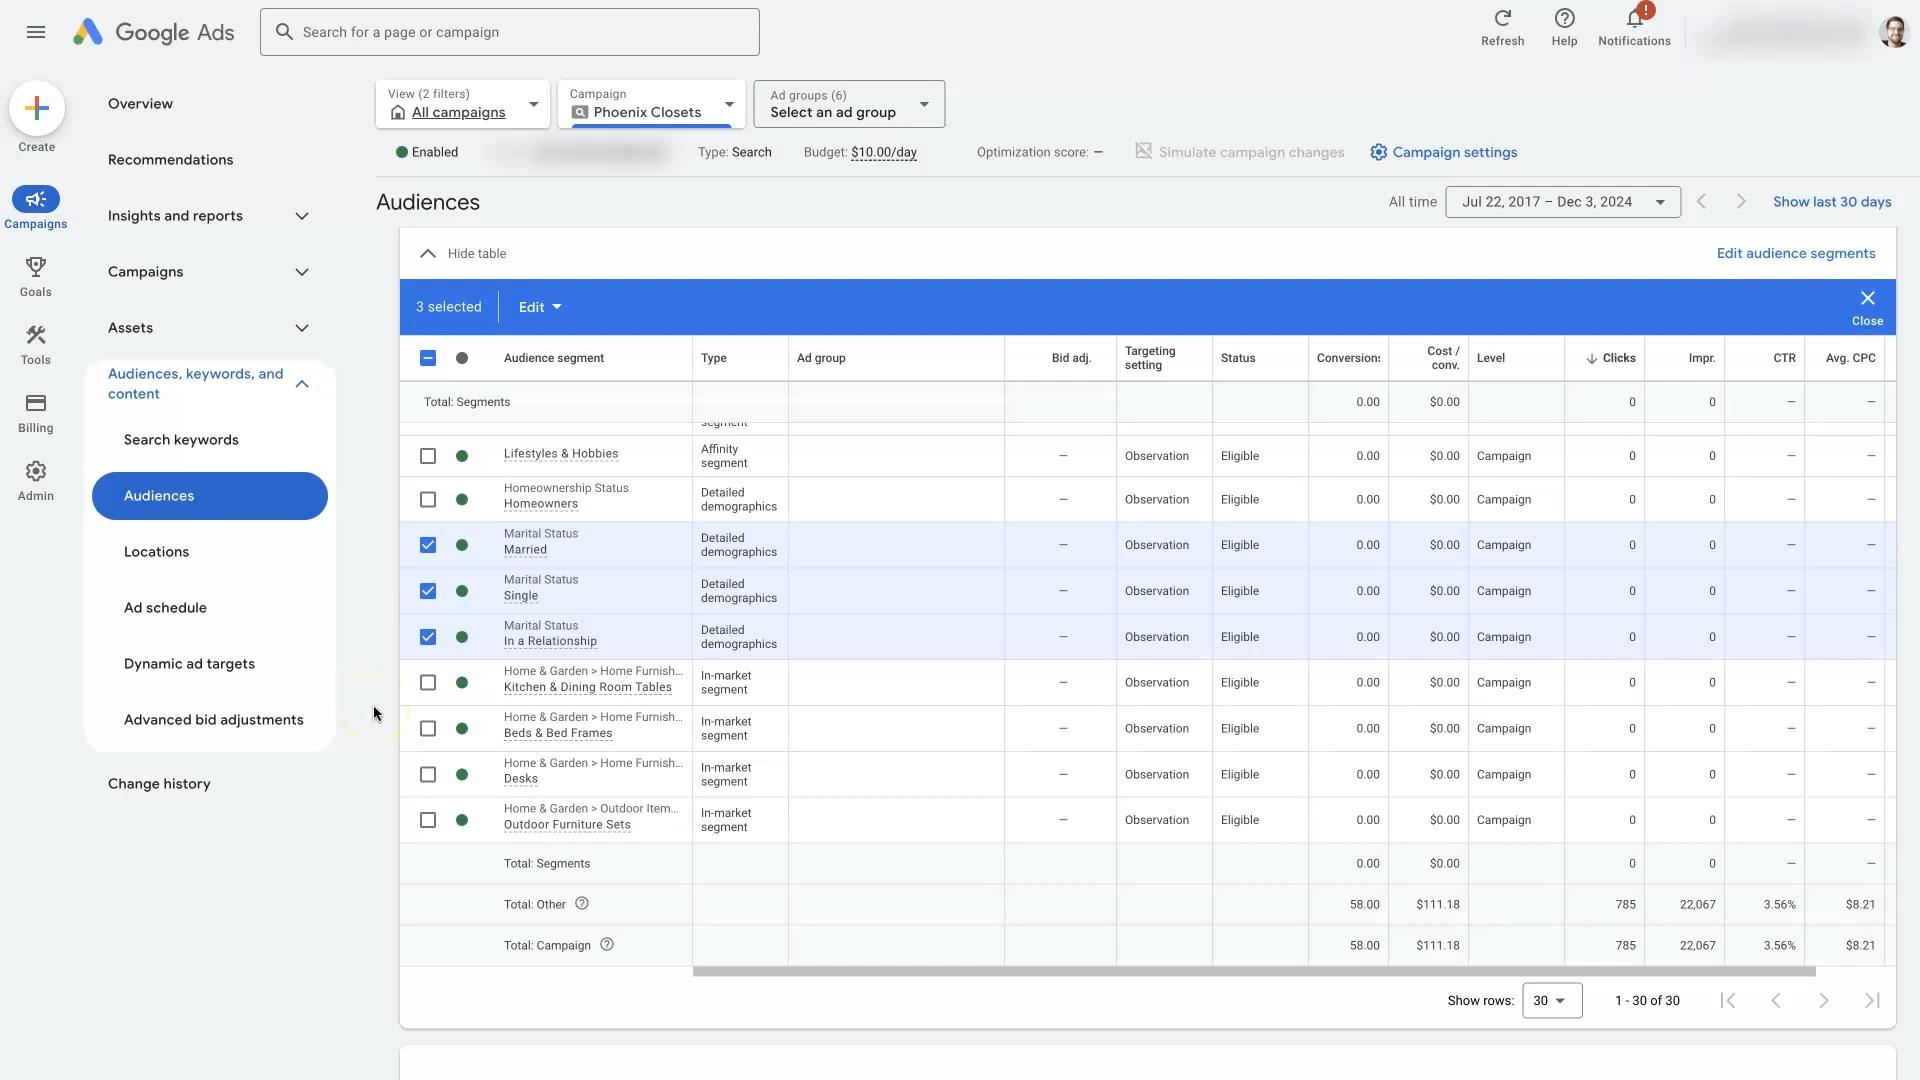 Google Ads
Search for a page or campaign
Refresh
Help
!
Notifications
Create
Campaigns
Goals
Tools
Billing
Admin
Overview
Recommendations
Insights and reports
Campaigns
Assets
Audiences, keywords, and
content
Search keywords
Audiences
Locations
Ad schedule
Dynamic ad targets
Advanced bid adjustments
Change history
View (2 filters)
All campaigns
Campaign
Phoenix Closets
Ad groups (6)
Select an ad group
Enabled
Type: Search
Budget: $10.00/day
Optimization score: —
Simulate campaign changes
Campaign settings
Audiences
All time
Jul 22, 2017 – Dec 3, 2024
Show last 30 days
Hide table
Edit audience segments
3 selected
Edit
Close
Audience segment
Type
Ad group
Bid adj.
Targeting
setting
Status
Conversions
Cost /
conv.
Level
Clicks
Impr.
CTR
Avg. CPC
Total: Segments 0.00 $0.00 0 0 — —
segment
Lifestyles & Hobbies
Affinity
segment
— Observation Eligible 0.00 $0.00 Campaign 0 0 — —
Homeownership Status
Homeowners
Detailed
demographics
— Observation Eligible 0.00 $0.00 Campaign 0 0 — —
Marital Status
Married
Detailed
demographics
— Observation Eligible 0.00 $0.00 Campaign 0 0 — —
Marital Status
Single
Detailed
demographics
— Observation Eligible 0.00 $0.00 Campaign 0 0 — —
Marital Status
In a Relationship
Detailed
demographics
— Observation Eligible 0.00 $0.00 Campaign 0 0 — —
Home & Garden > Home Furnish...
Kitchen & Dining Room Tables
In-market
segment
— Observation Eligible 0.00 $0.00 Campaign 0 0 — —
Home & Garden > Home Furnish...
Beds & Bed Frames
In-market
segment
— Observation Eligible 0.00 $0.00 Campaign 0 0 — —
Home & Garden > Home Furnish...
Desks
In-market
segment
— Observation Eligible 0.00 $0.00 Campaign 0 0 — —
Home & Garden > Outdoor Item...
Outdoor Furniture Sets
In-market
segment
— Observation Eligible 0.00 $0.00 Campaign 0 0 — —
Total: Segments 0.00 $0.00 0 0 — —
Total: Other 58.00 $111.18 785 22,067 3.56% $8.21
Total: Campaign 58.00 $111.18 785 22,067 3.56% $8.21
Show rows: 30 1 - 30 of 30